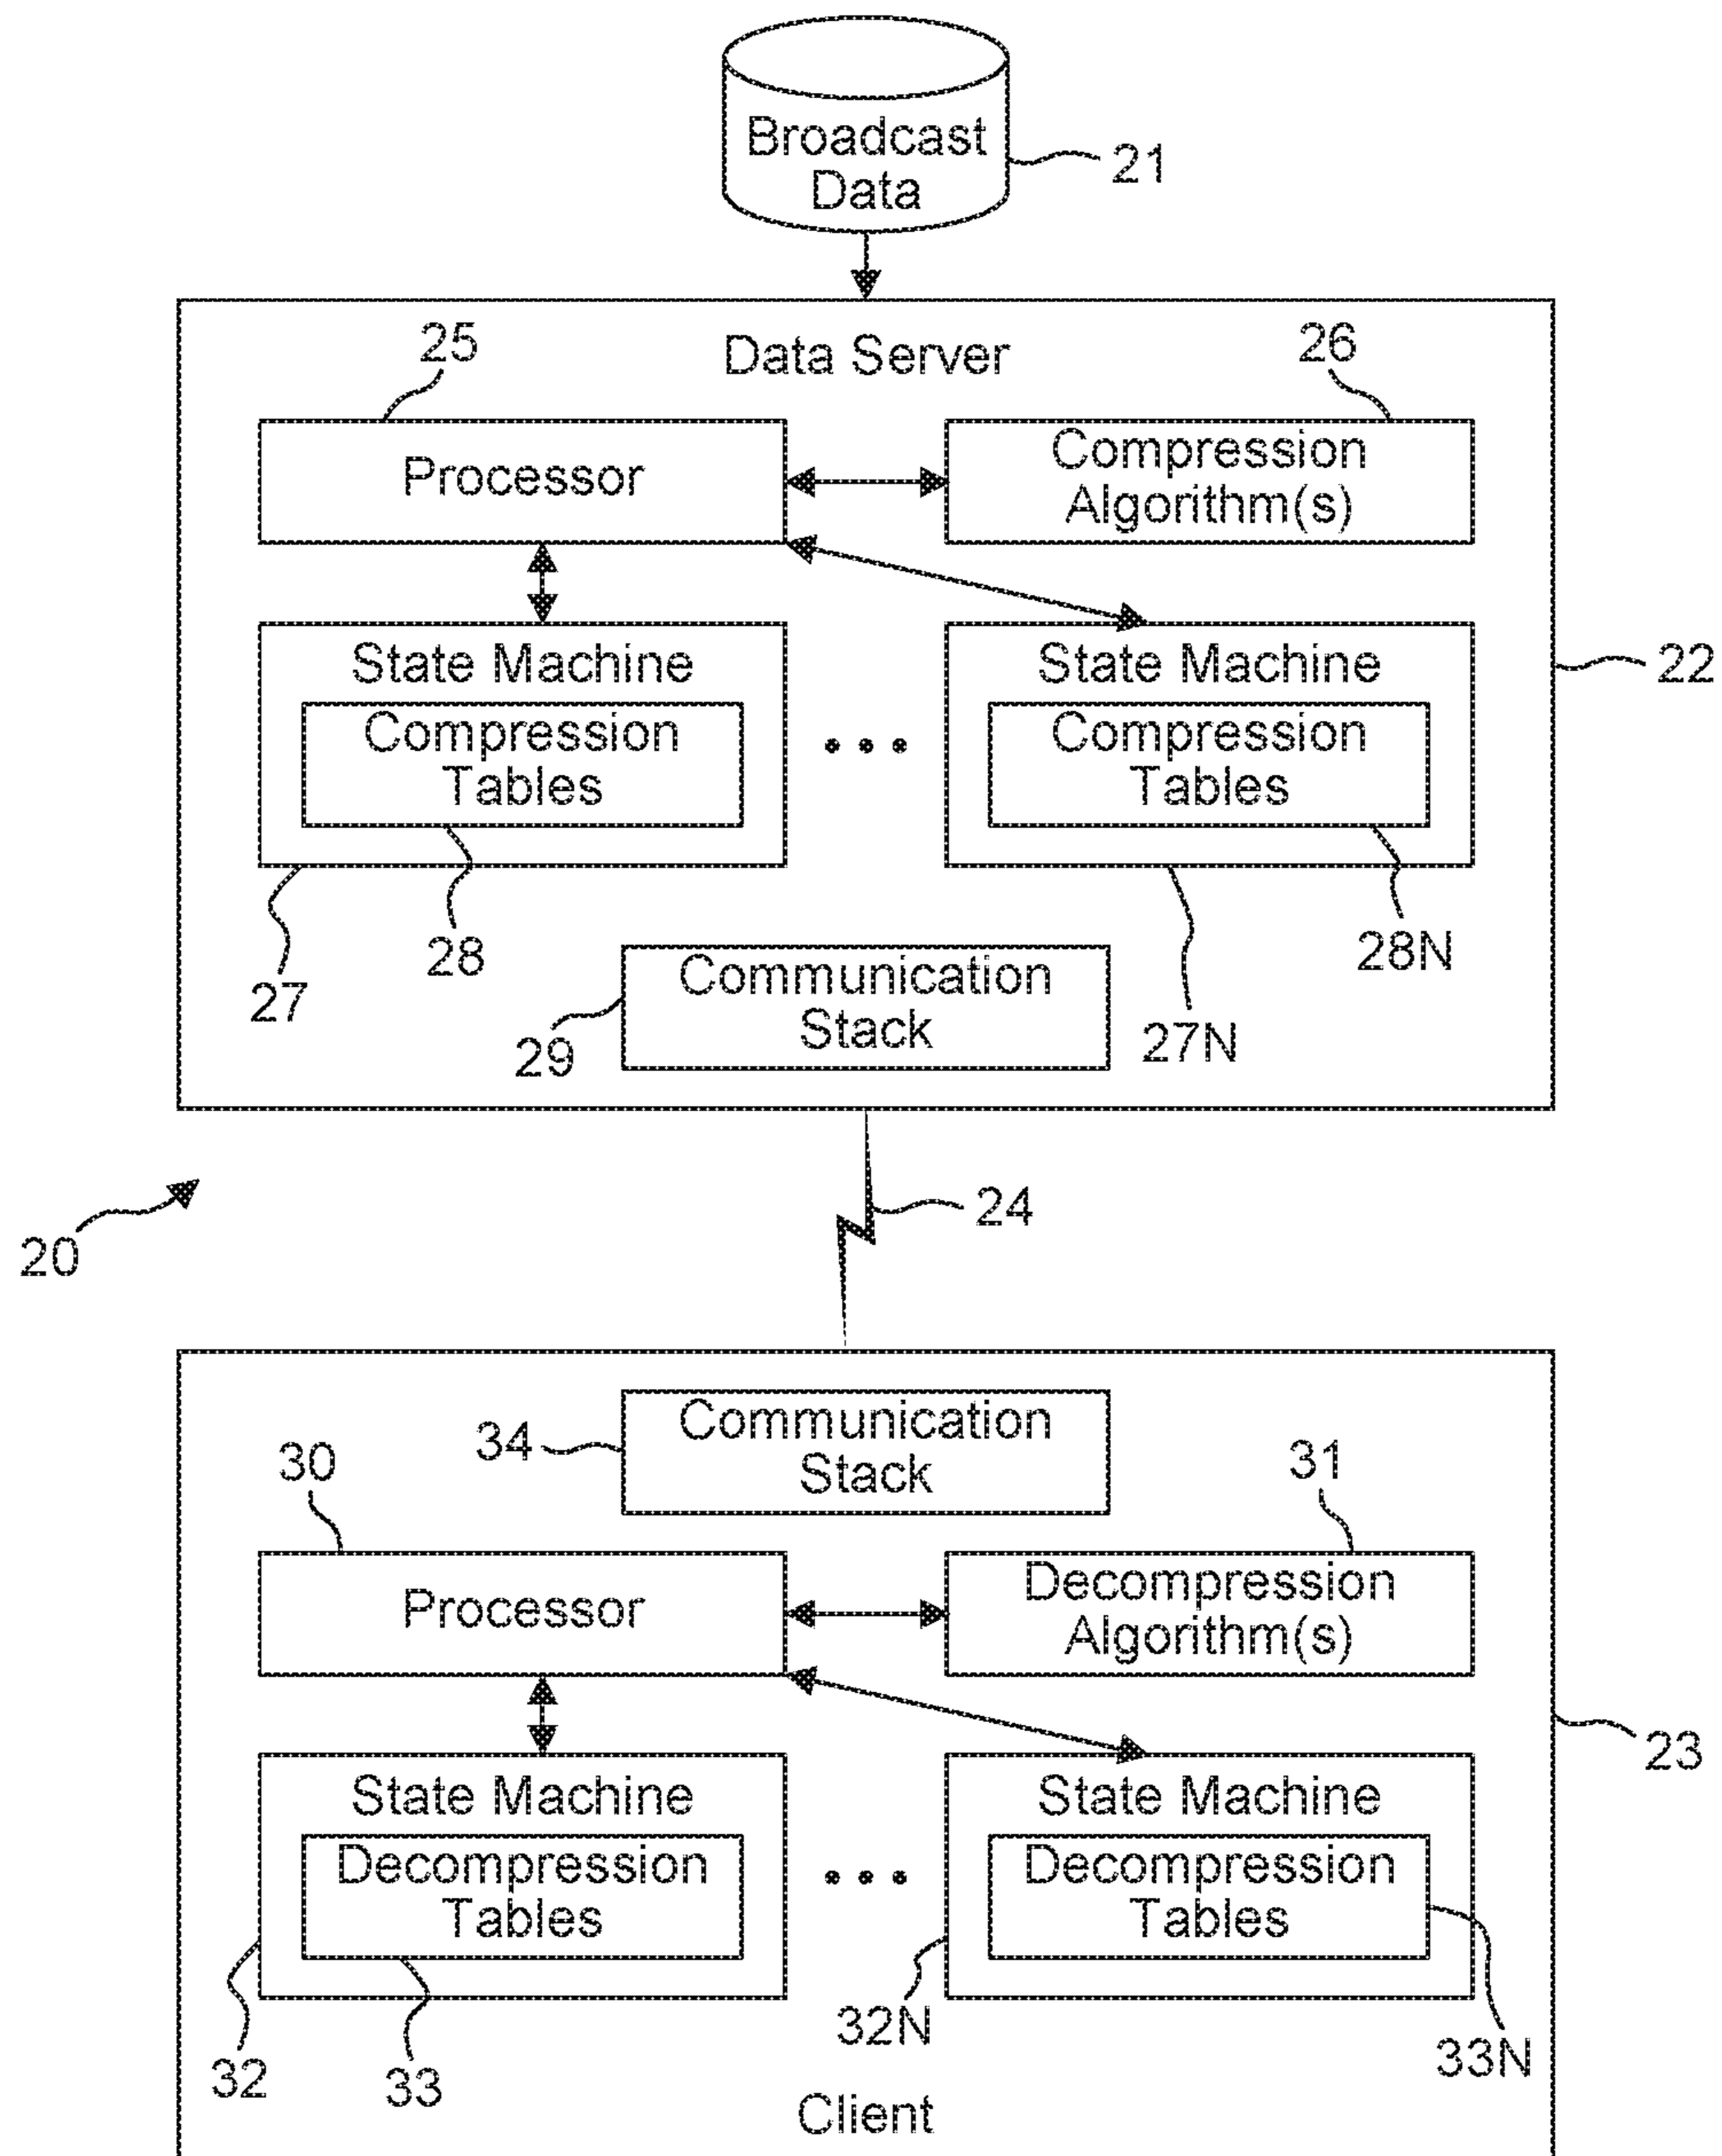 Broadcast
Data
21
Data Server
25
26
Processor
Compression
Algorithm(s)
State Machine
Compression
Tables
...
State Machine
Compression
Tables
22
27
28
28N
27N
Communication
Stack
29
20
24
Communication
Stack
34
30
31
Processor
Decompression
Algorithm(s)
State Machine
Decompression
Tables
...
State Machine
Decompression
Tables
23
32
33
32N
33N
Client